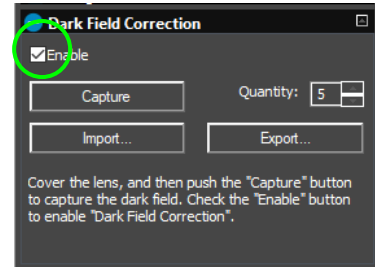 Dark Field Correction
Enable
Capture Quantity: 5
Import... Export...
Cover the lens, and then push the "Capture" button
to capture the dark field. Check the "Enable" button
to enable "Dark Field Correction".